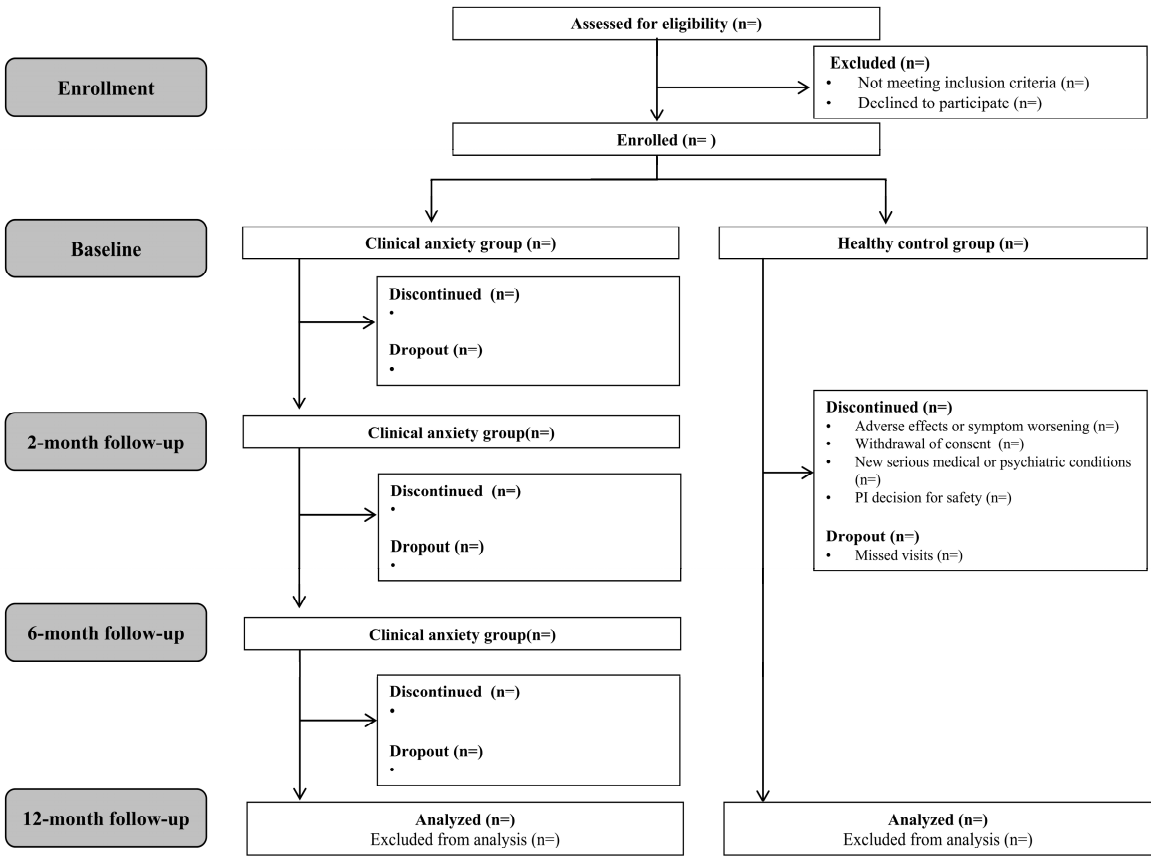 Assessed for eligibility (n=)
Enrollment
Excluded (n=)
• Not meeting inclusion criteria (n=)
• Declined to participate (n=)
Enrolled (n= )
Baseline
Clinical anxiety group (n=)
Healthy control group (n=)
Discontinued (n=)
•
Dropout (n=)
•
2-month follow-up
Clinical anxiety group(n=)
Discontinued (n=)
• Adverse effects or symptom worsening (n=)
• Withdrawal of consent (n=)
• New serious medical or psychiatric conditions
(n=)
• PI decision for safety (n=)
Dropout (n=)
• Missed visits (n=)
Discontinued (n=)
•
Dropout (n=)
•
6-month follow-up
Clinical anxiety group(n=)
Discontinued (n=)
•
Dropout (n=)
•
12-month follow-up
Analyzed (n=)
Excluded from analysis (n=)
Analyzed (n=)
Excluded from analysis (n=)